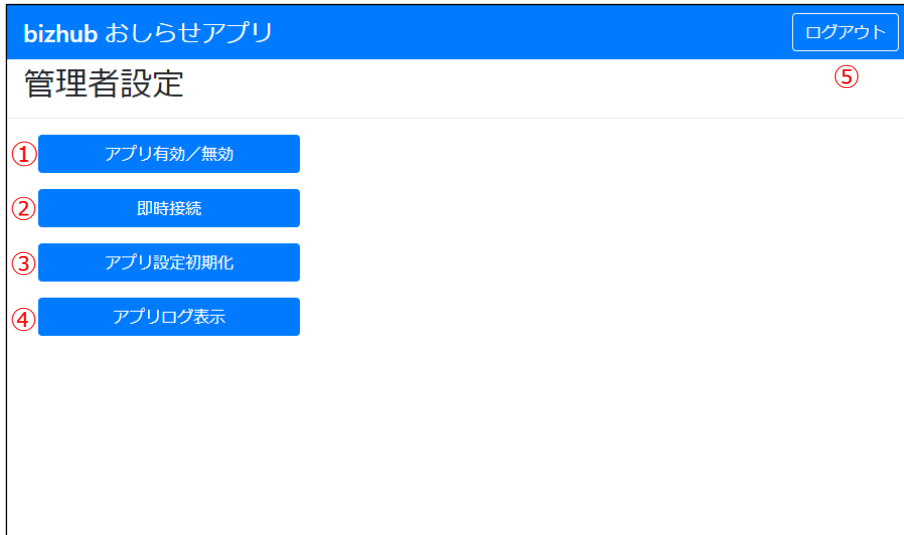 bizhub おしらせアプリ ログアウト
管理者設定 ⑤
① アプリ有効／無効
② 即時接続
③ アプリ設定初期化
④ アプリログ表示